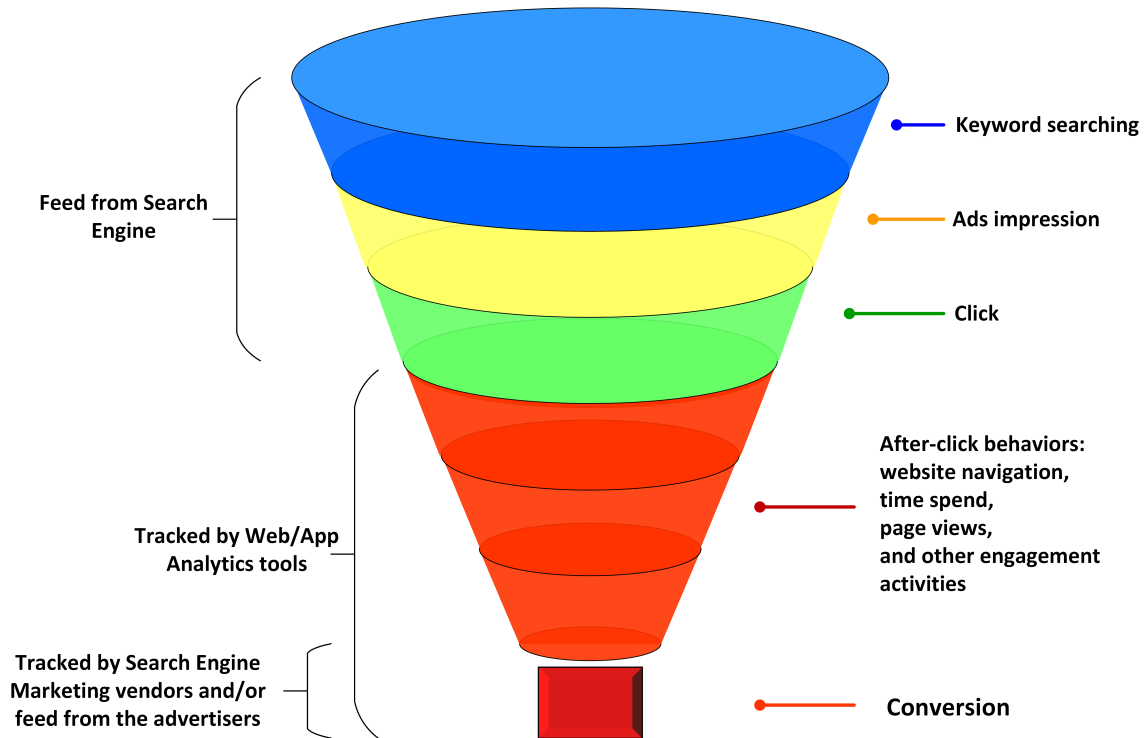 Keyword searching
Feed from Search
Engine
Ads impression
Click
After-click behaviors:
website navigation,
time spend,
page views,
and other engagement
activities
Tracked by Web/App
Analytics tools
Tracked by Search Engine
Marketing vendors and/or
feed from the advertisers
Conversion